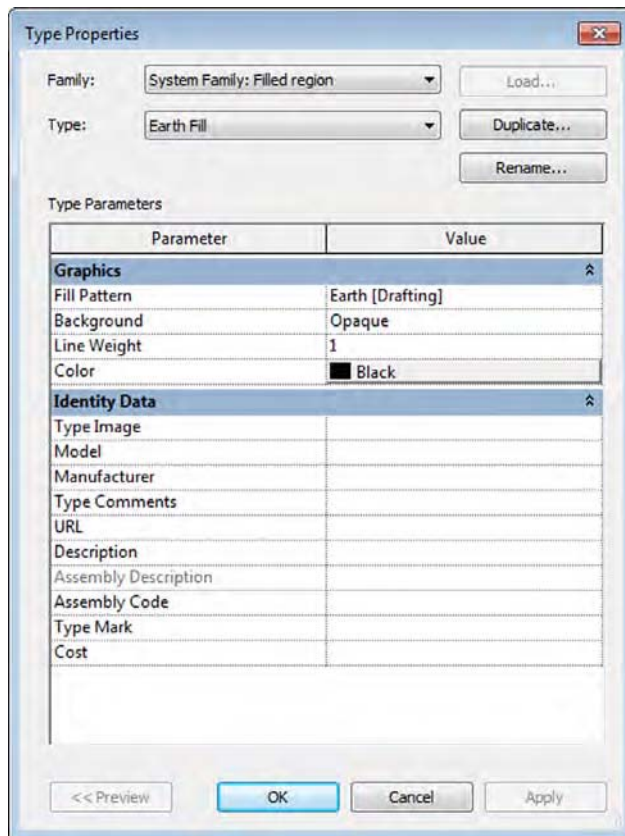 Type Properties
Family: System Family: Filled region Load...
Type: Earth Fill Duplicate...
Rename...
Type Parameters
Parameter Value
Graphics
Fill Pattern Earth [Drafting]
Background Opaque
Line Weight 1
Color Black
Identity Data
Type Image
Model
Manufacturer
Type Comments
URL
Description
Assembly Description
Assembly Code
Type Mark
Cost
<< Preview OK Cancel Apply